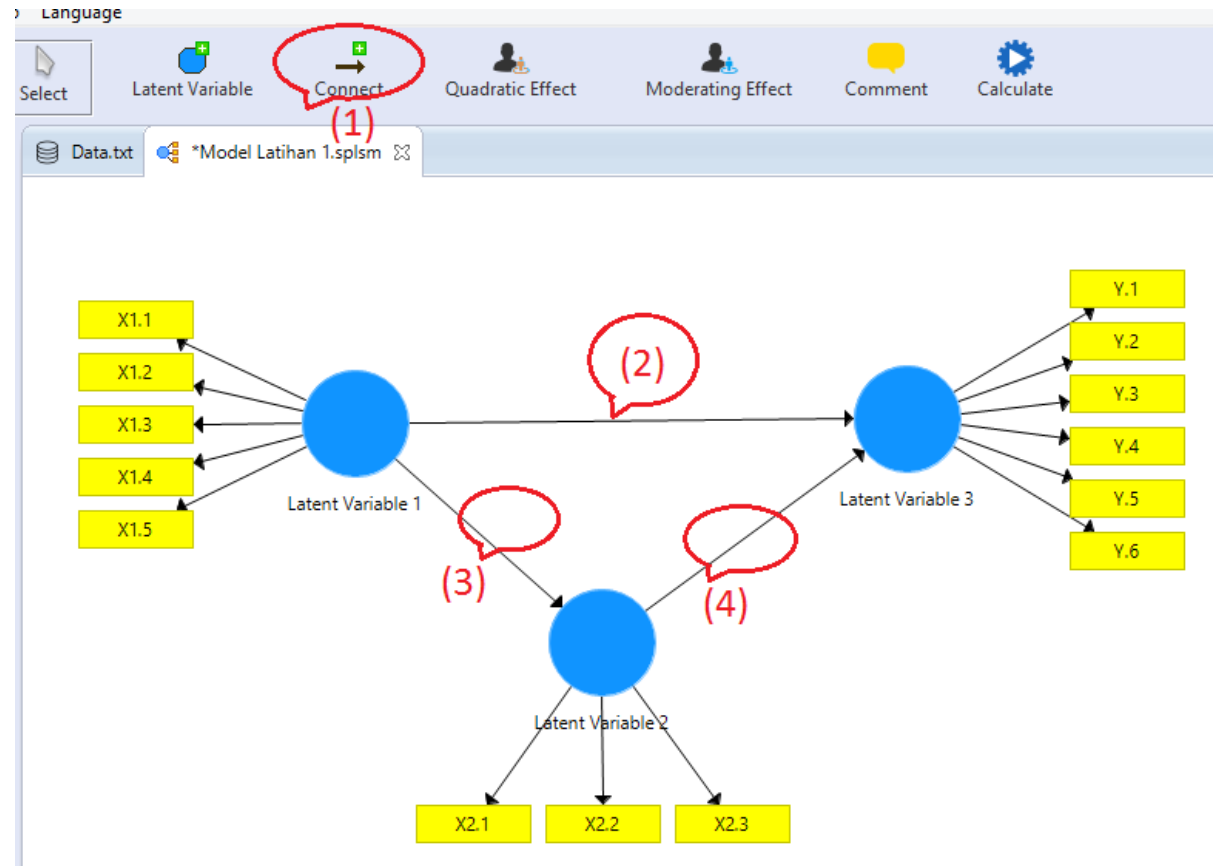 Language
Select
Latent Variable
Connect
Quadratic Effect
Moderating Effect
Comment
Calculate
(1)
Data.txt
*Model Latihan 1.splsm
X1.1
X1.2
X1.3
X1.4
X1.5
Latent Variable 1
(2)
Y.1
Y.2
Y.3
Y.4
Y.5
Y.6
Latent Variable 3
(3)
(4)
Latent Variable 2
X2.1
X2.2
X2.3